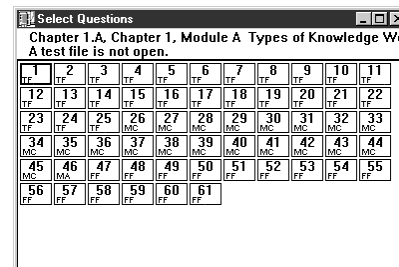 Select Questions
Chapter 1.A, Chapter 1, Module A Types of Knowledge
A test file is not open.
1 2 3 4 5 6 7 8 9 10 11
TF TF TF TF TF TF TF TF TF TF TF
12 13 14 15 16 17 18 19 20 21 22
TF TF TF TF TF TF TF TF TF TF TF
23 24 25 26 27 28 29 30 31 32 33
TF TF TF MC MC MC MC MC MC MC MC
34 35 36 37 38 39 40 41 42 43 44
MC MC MC MC MC MC MC MC MC MC MC
45 46 47 48 49 50 51 52 53 54 55
MC MA FF FF FF FF FF FF FF FF FF
56 57 58 59 60 61
FF FF FF FF FF FF